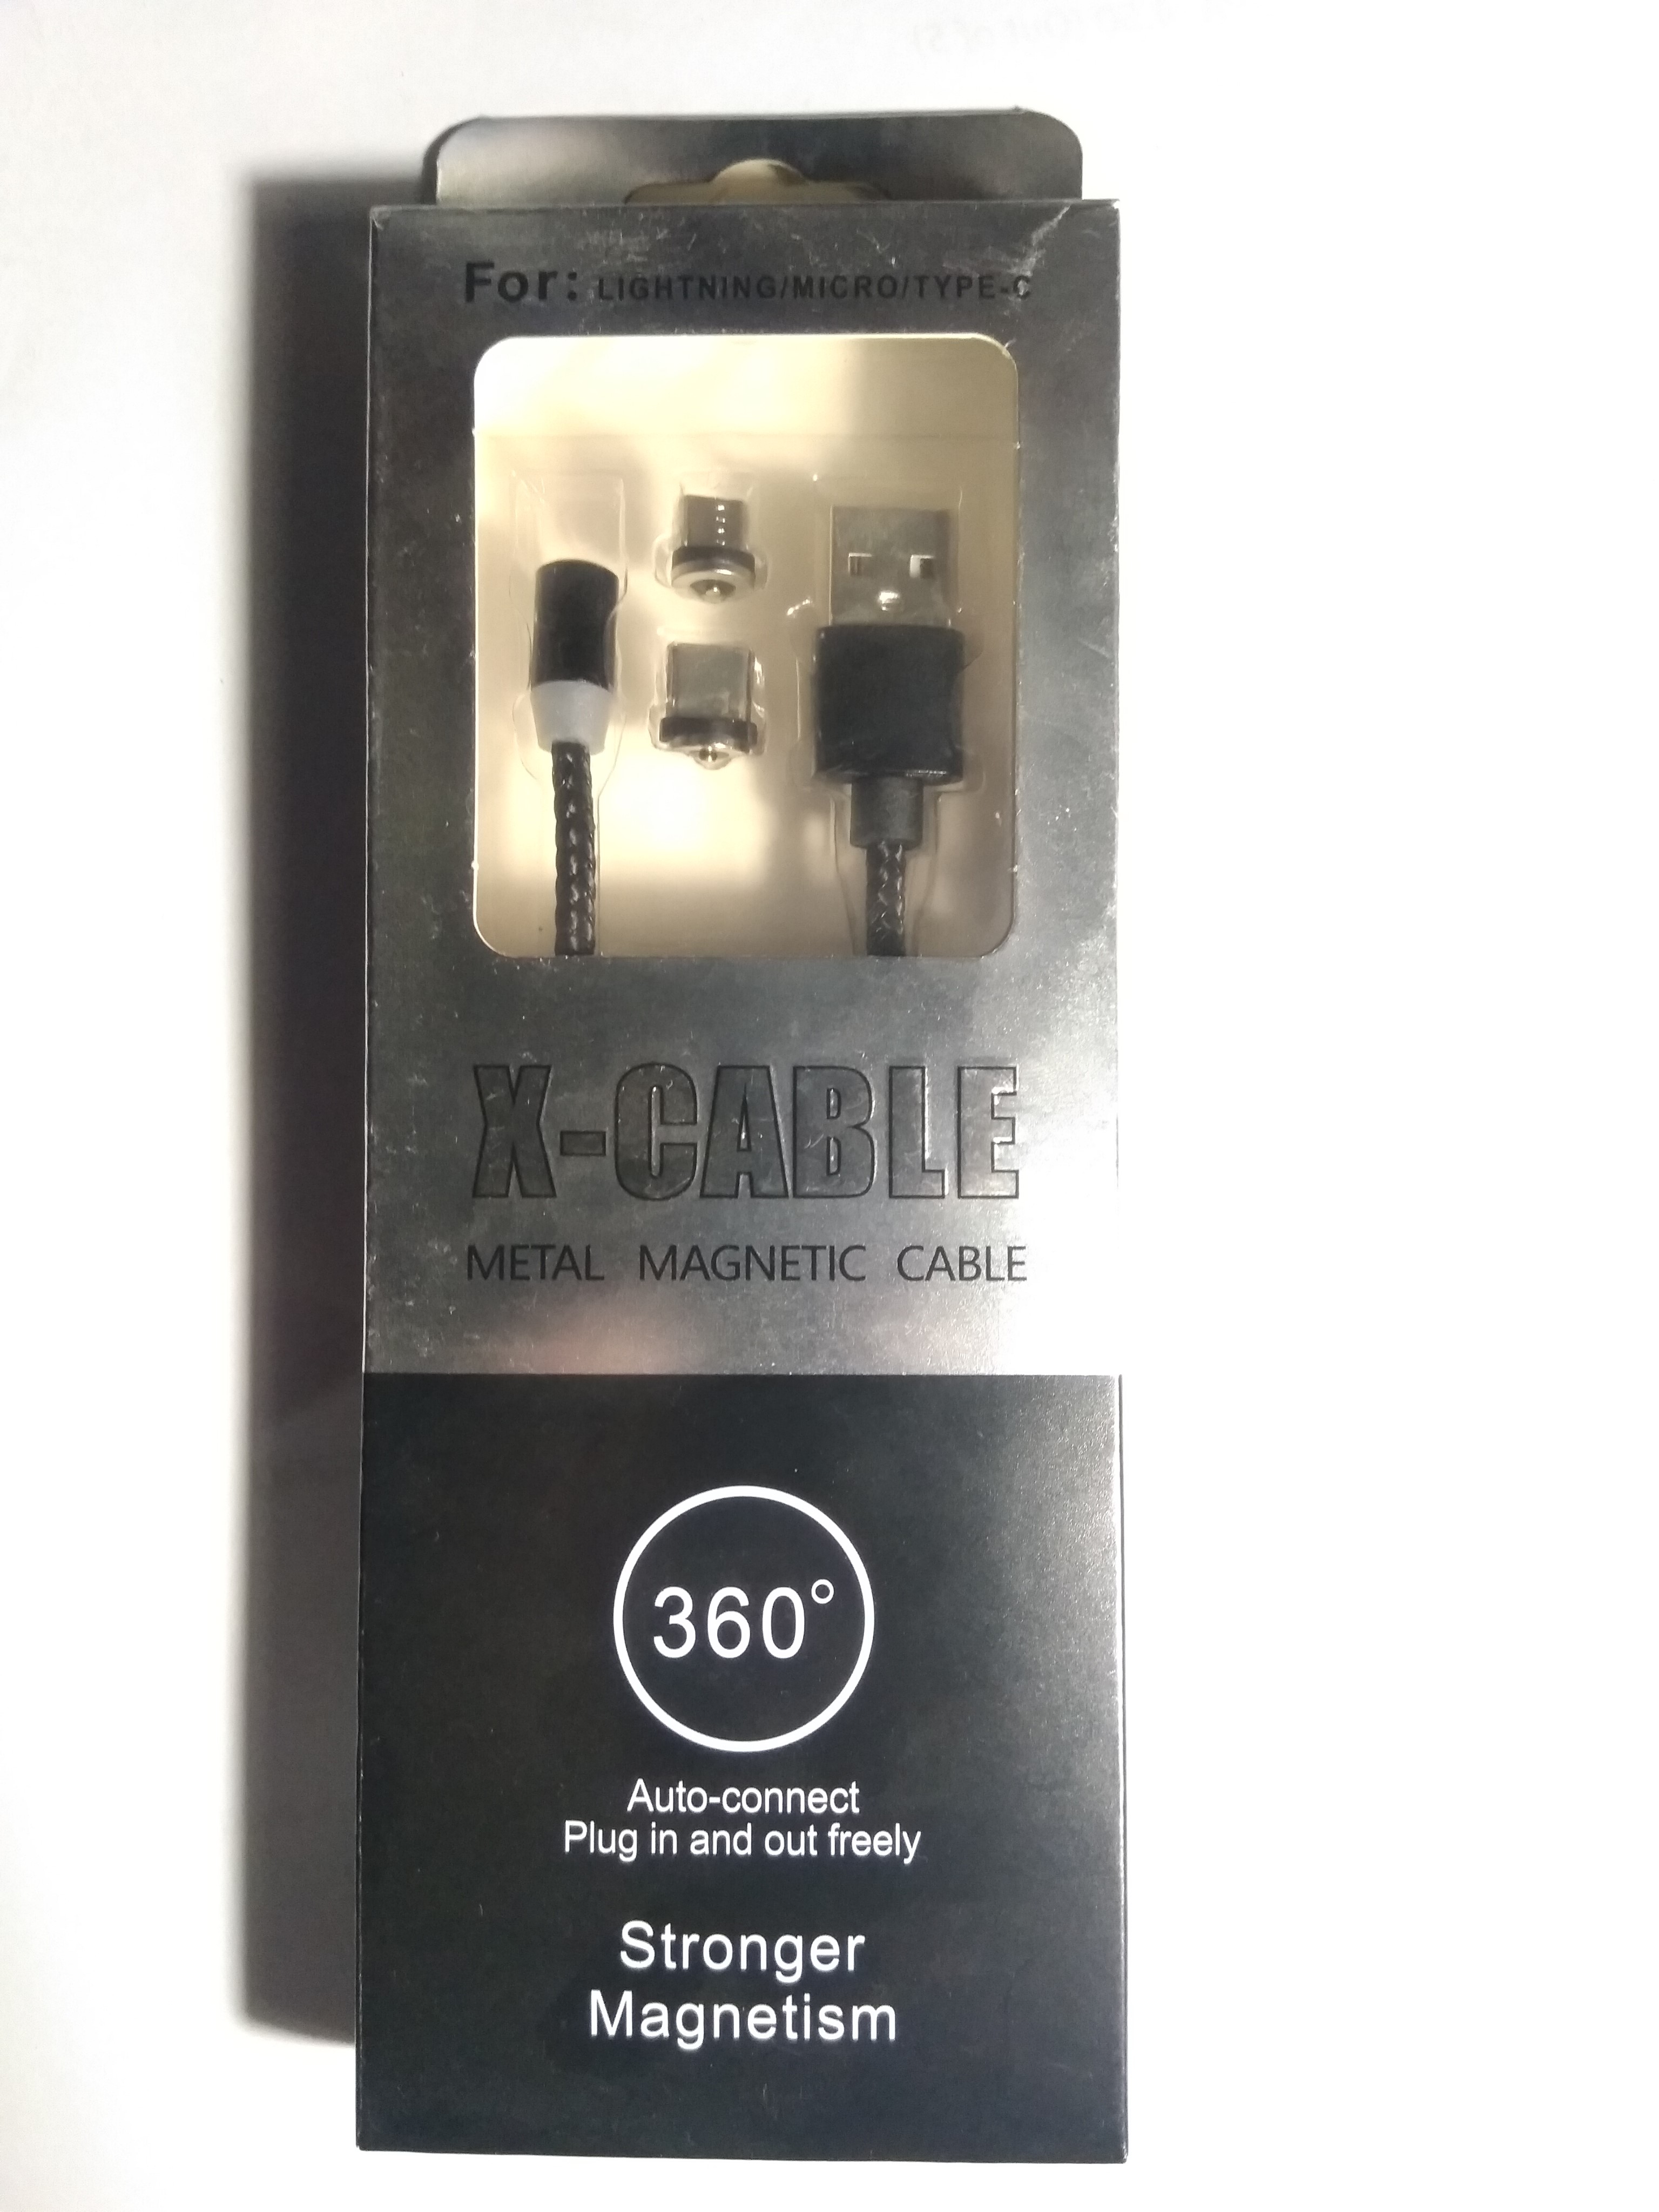 For: LIGHTNING/MICRO/TYPE-C
X-CABLE
METAL MAGNETIC CABLE
360°
Auto-connect
Plug in and out freely
Stronger
Magnetism